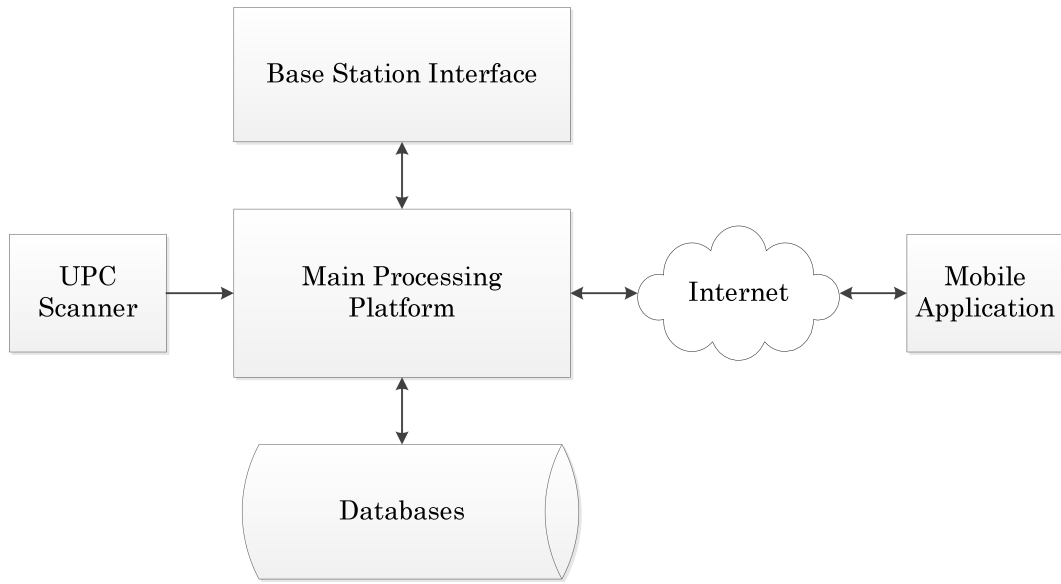 Base Station Interface
UPC
Scanner
Main Processing
Platform
Internet
Mobile
Application
Databases